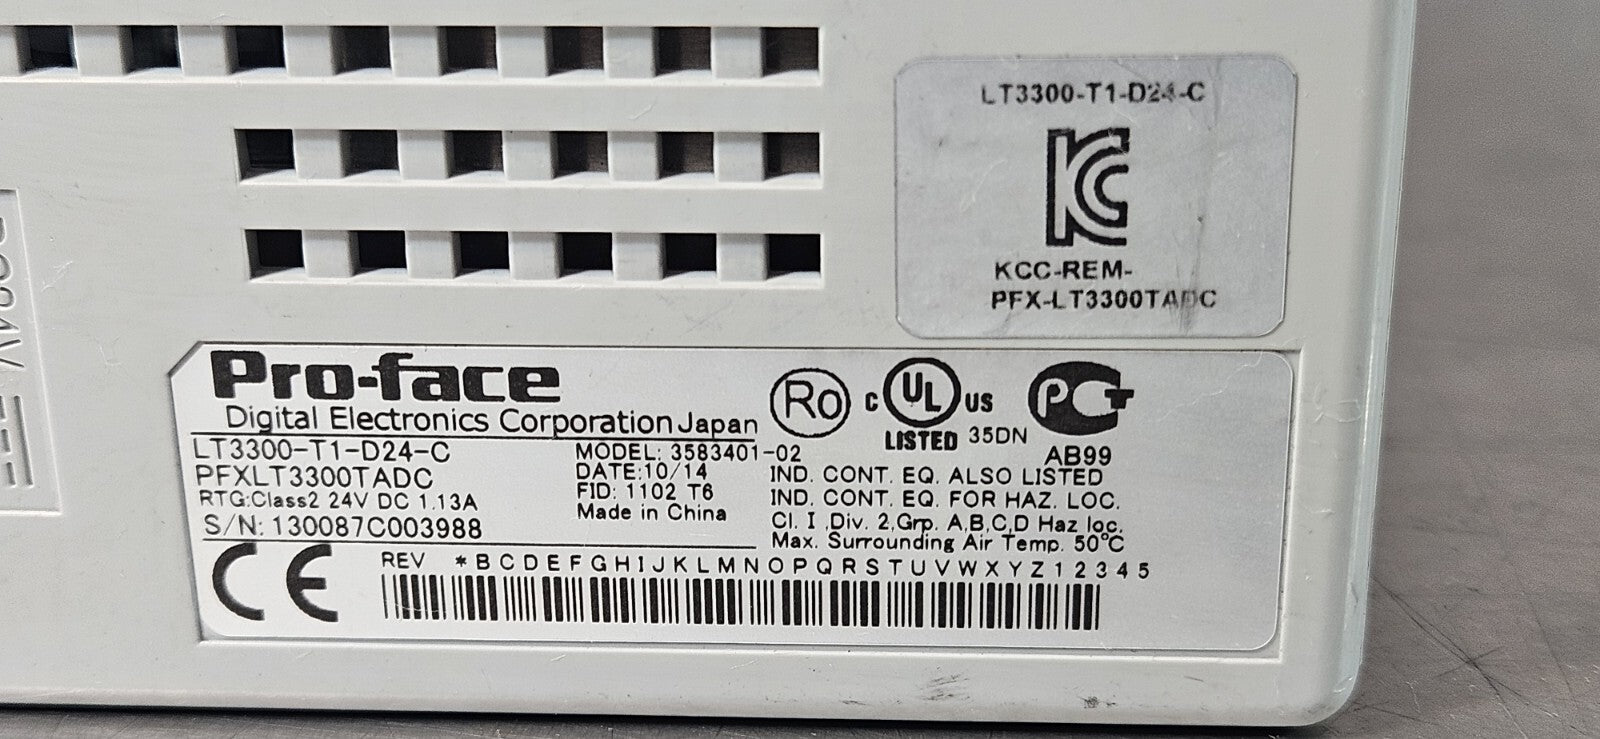 LT3300-T1-D24-C
KC
KCC-REM-
PFX-LT3300TADC
Pro-face
Digital Electronics Corporation Japan
LT3300-T1-D24-C
PFXLT3300TADC
RTG:Class2 24V DC 1.13A
S/N: 130087C003988
MODEL: 3583401-02
DATE:10/14
FID: 1102 T6
Made in China
Ro
C UL US
LISTED 35DN
PCT
AB99
IND. CONT. EQ. ALSO LISTED
IND. CONT. EQ. FOR HAZ. LOC.
Cl. I ,Div. 2,Grp. A,B,C,D Haz loc.
Max. Surrounding Air Temp. 50°C
CE
REV *BCDEFGHIJKLMNOPQRSTUVWXYZ12345